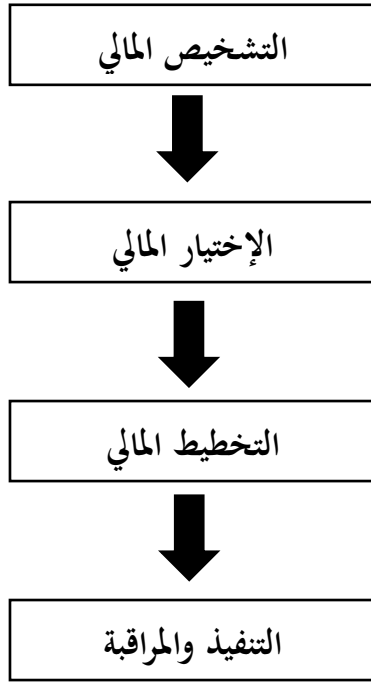 التشخيص المالي
الإختيار المالي
التخطيط المالي
التنفيذ والمراقبة